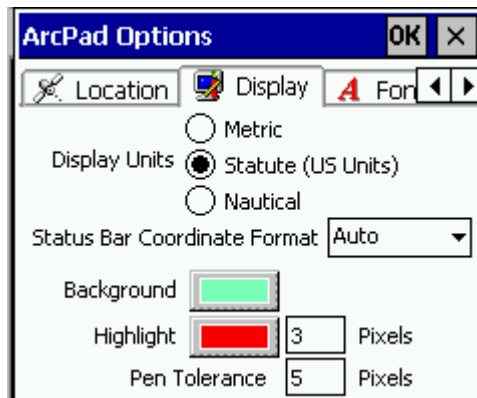 ArcPad Options OK
Location Display Fon
Metric
Display Units Statute (US Units)
Nautical
Status Bar Coordinate Format Auto
Background
Highlight 3 Pixels
Pen Tolerance 5 Pixels